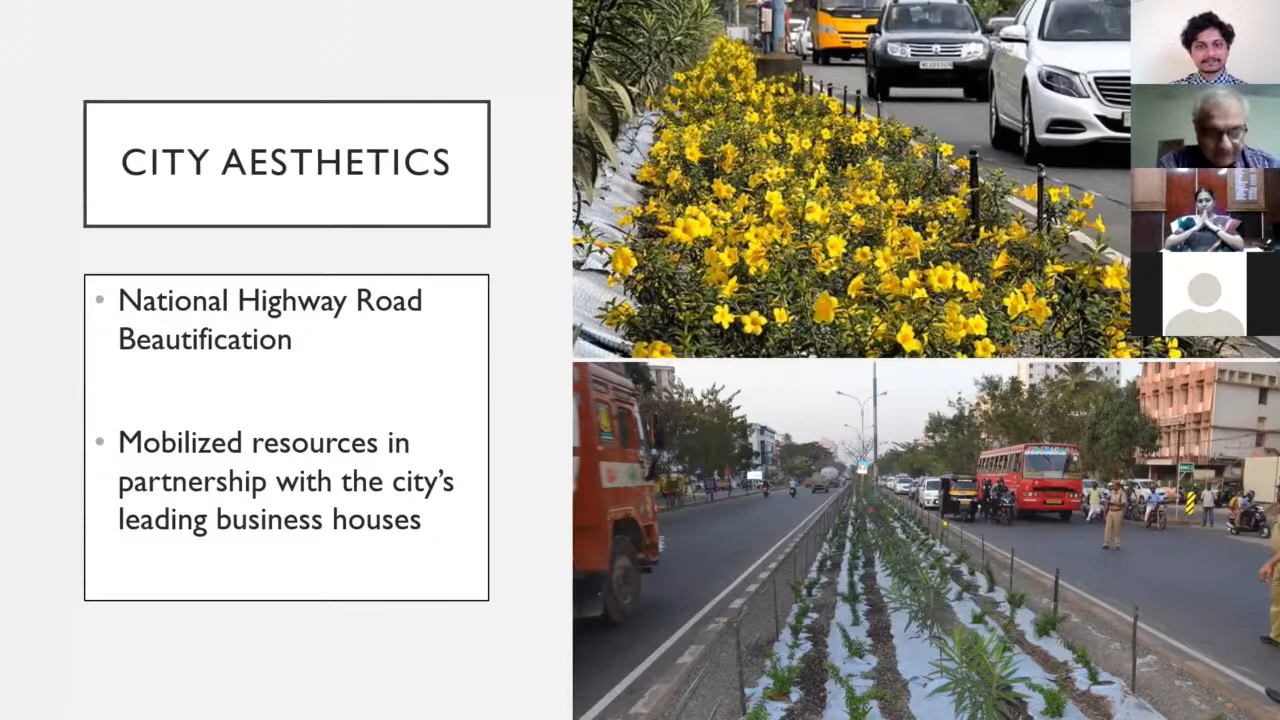 CITY AESTHETICS
• National Highway Road
Beautification
• Mobilized resources in
partnership with the city's
leading business houses